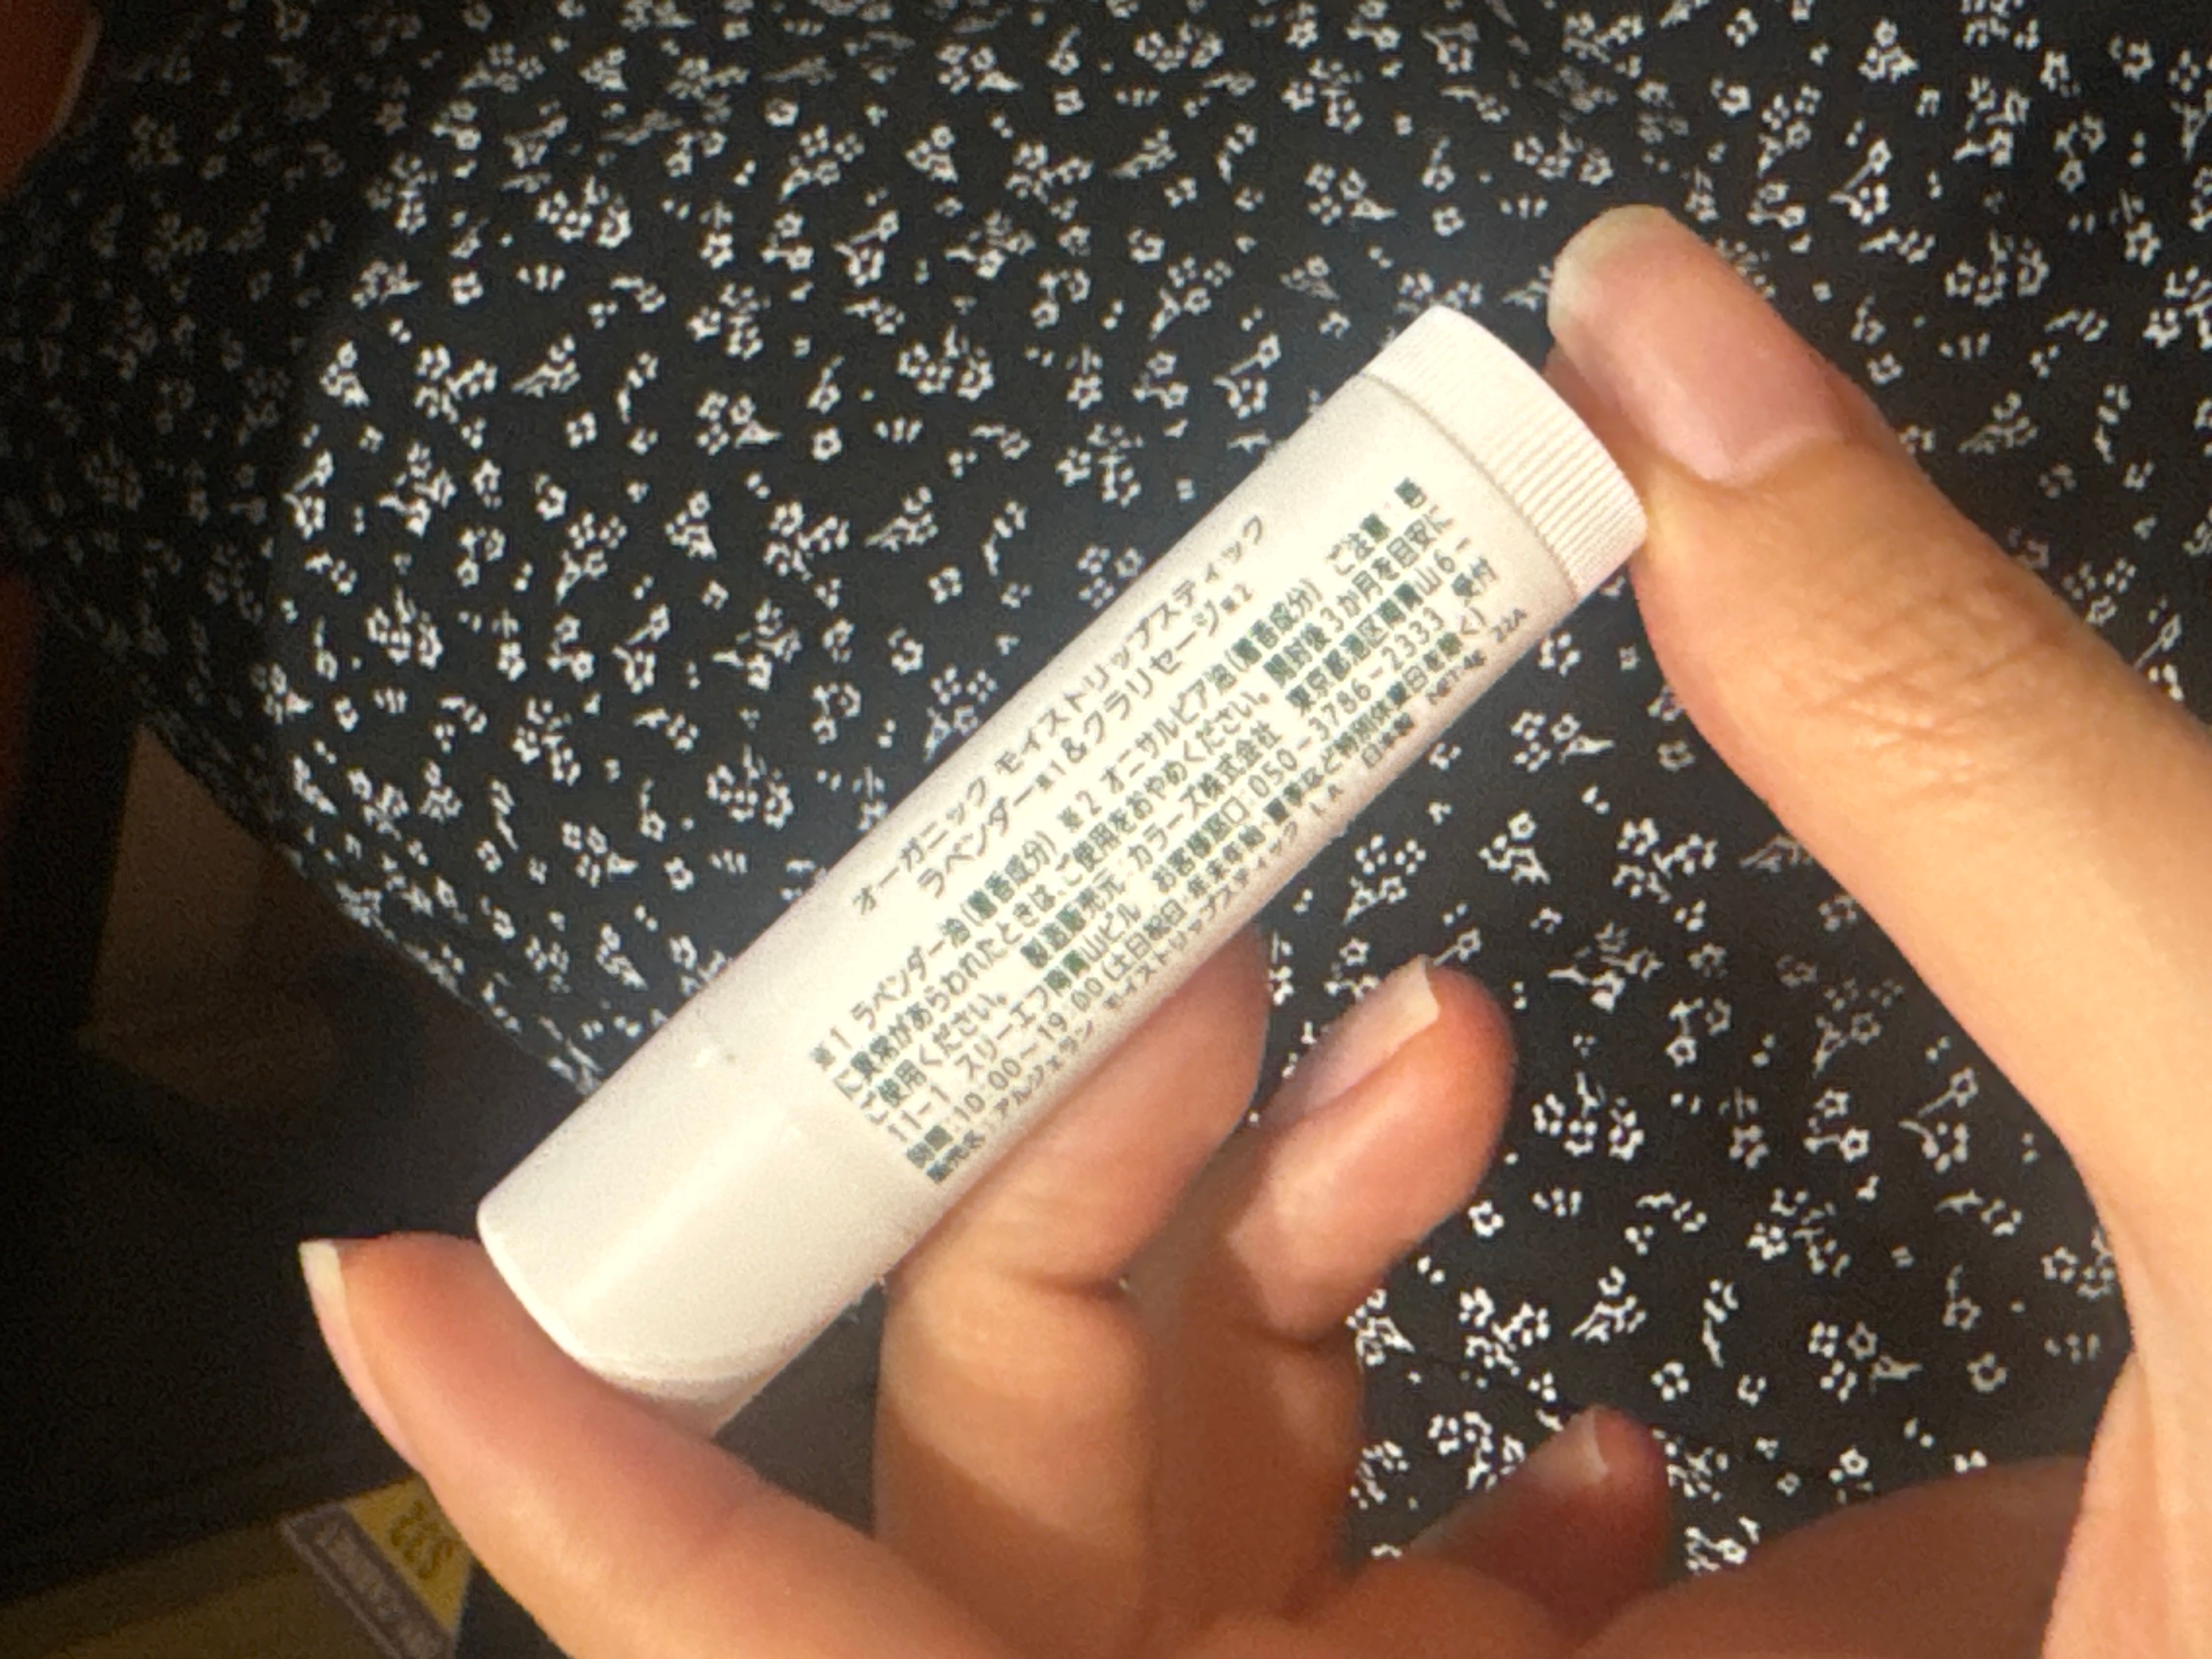 オーガニック モイストリップスティック
ラベンダー※1&クラリセージ※2
※1 ラベンダー油(着香成分) ※2 オニサルビア油(着香成分) ご注意・唇
に異常があらわれたときは、ご使用をおやめください。 開封後3か月を目安に
ご使用ください。 製造販売元・カラーズ株式会社 東京都港区南青山6-
11-1 スリーエフ南青山ビル お客様窓口:050-3786-2333 受付
時間:10:00~19:00(土日祝日・年末年始・夏季など特別休業日を除く)
販売名:アルジェラン モイストリップスティック LA 日本製 NET:4g
22A